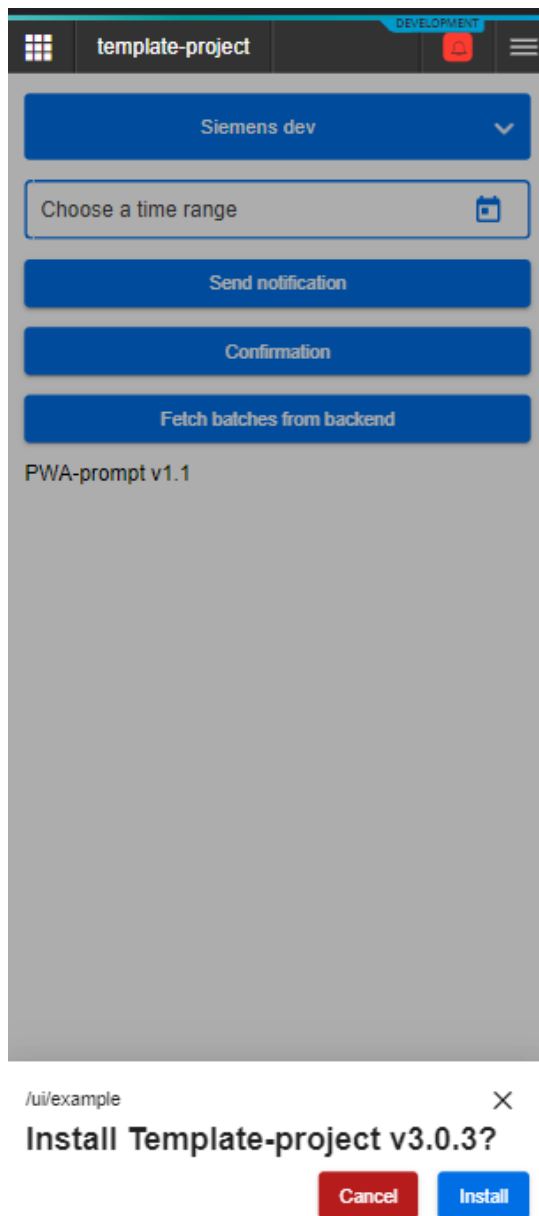 DEVELOPMENT
template-project
Siemens dev
Choose a time range
Send notification
Confirmation
Fetch batches from backend
PWA-prompt v1.1
/ui/example
Install Template-project v3.0.3?
Cancel Install